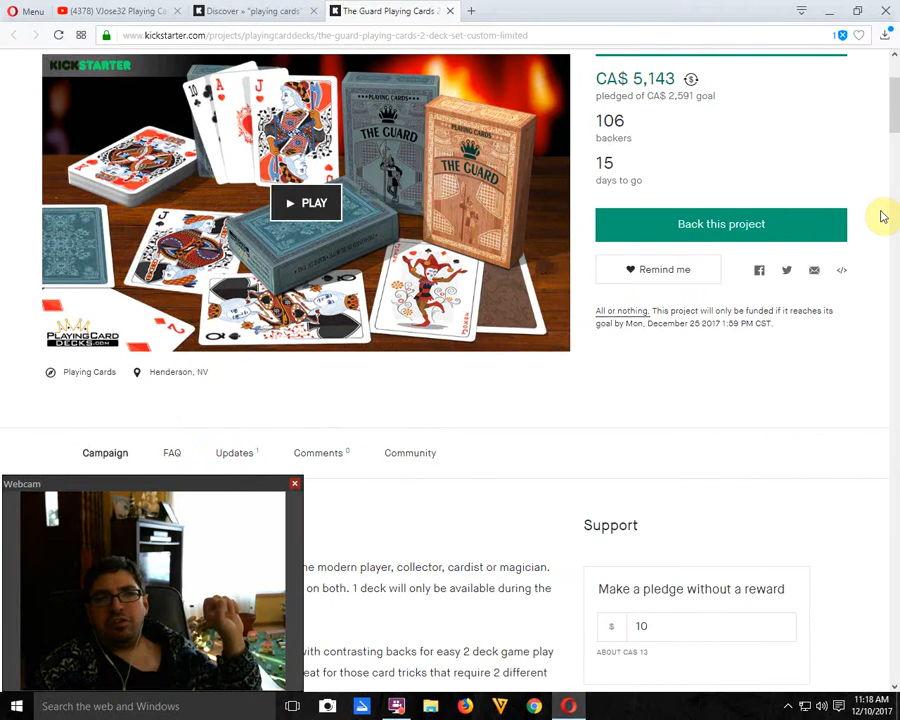 Menu
(4378) VJose32 Playing Ca
Discover » "playing cards"
The Guard Playing Cards 2
www.kickstarter.com/projects/playingcarddecks/the-guard-playing-cards-2-deck-set-custom-limited
1
KICKSTARTER
THE GUARD
PLAYING CARDS
THE GUARD
PLAY
PLAYINGCARD
DECKS.COM
CA$ 5,143
pledged of CA$ 2,591 goal
106
backers
15
days to go
Back this project
Remind me
All or nothing. This project will only be funded if it reaches its
goal by Mon, December 25 2017 1:59 PM CST.
Playing Cards
Henderson, NV
Campaign
FAQ
Updates 1
Comments 0
Community
Webcam
Support
he modern player, collector, cardist or magician.
on both. 1 deck will only be available during the
with contrasting backs for easy 2 deck game play
eat for those card tricks that require 2 different
Make a pledge without a reward
$
10
ABOUT CA$ 13
Search the web and Windows
11:18 AM
12/10/2017